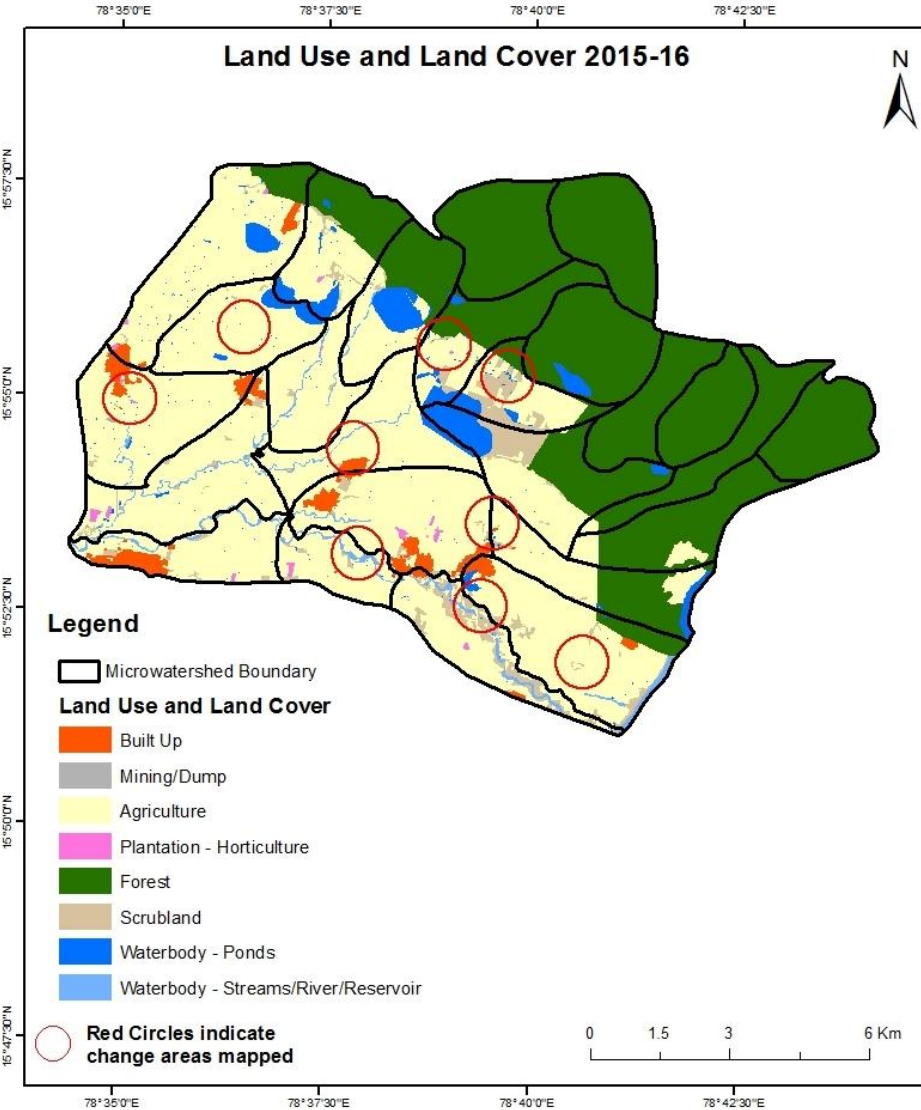 78°35'0"E 78°37'30"E 78°40'0"E 78°42'30"E
Land Use and Land Cover 2015-16
N
15°57'30"N
15°55'0"N
15°52'30"N
15°50'0"N
15°47'30"N
Legend
Microwatershed Boundary
Land Use and Land Cover
Built Up
Mining/Dump
Agriculture
Plantation - Horticulture
Forest
Scrubland
Waterbody - Ponds
Waterbody - Streams/River/Reservoir
Red Circles indicate
change areas mapped
0 1.5 3 6 Km
78°35'0"E 78°37'30"E 78°40'0"E 78°42'30"E